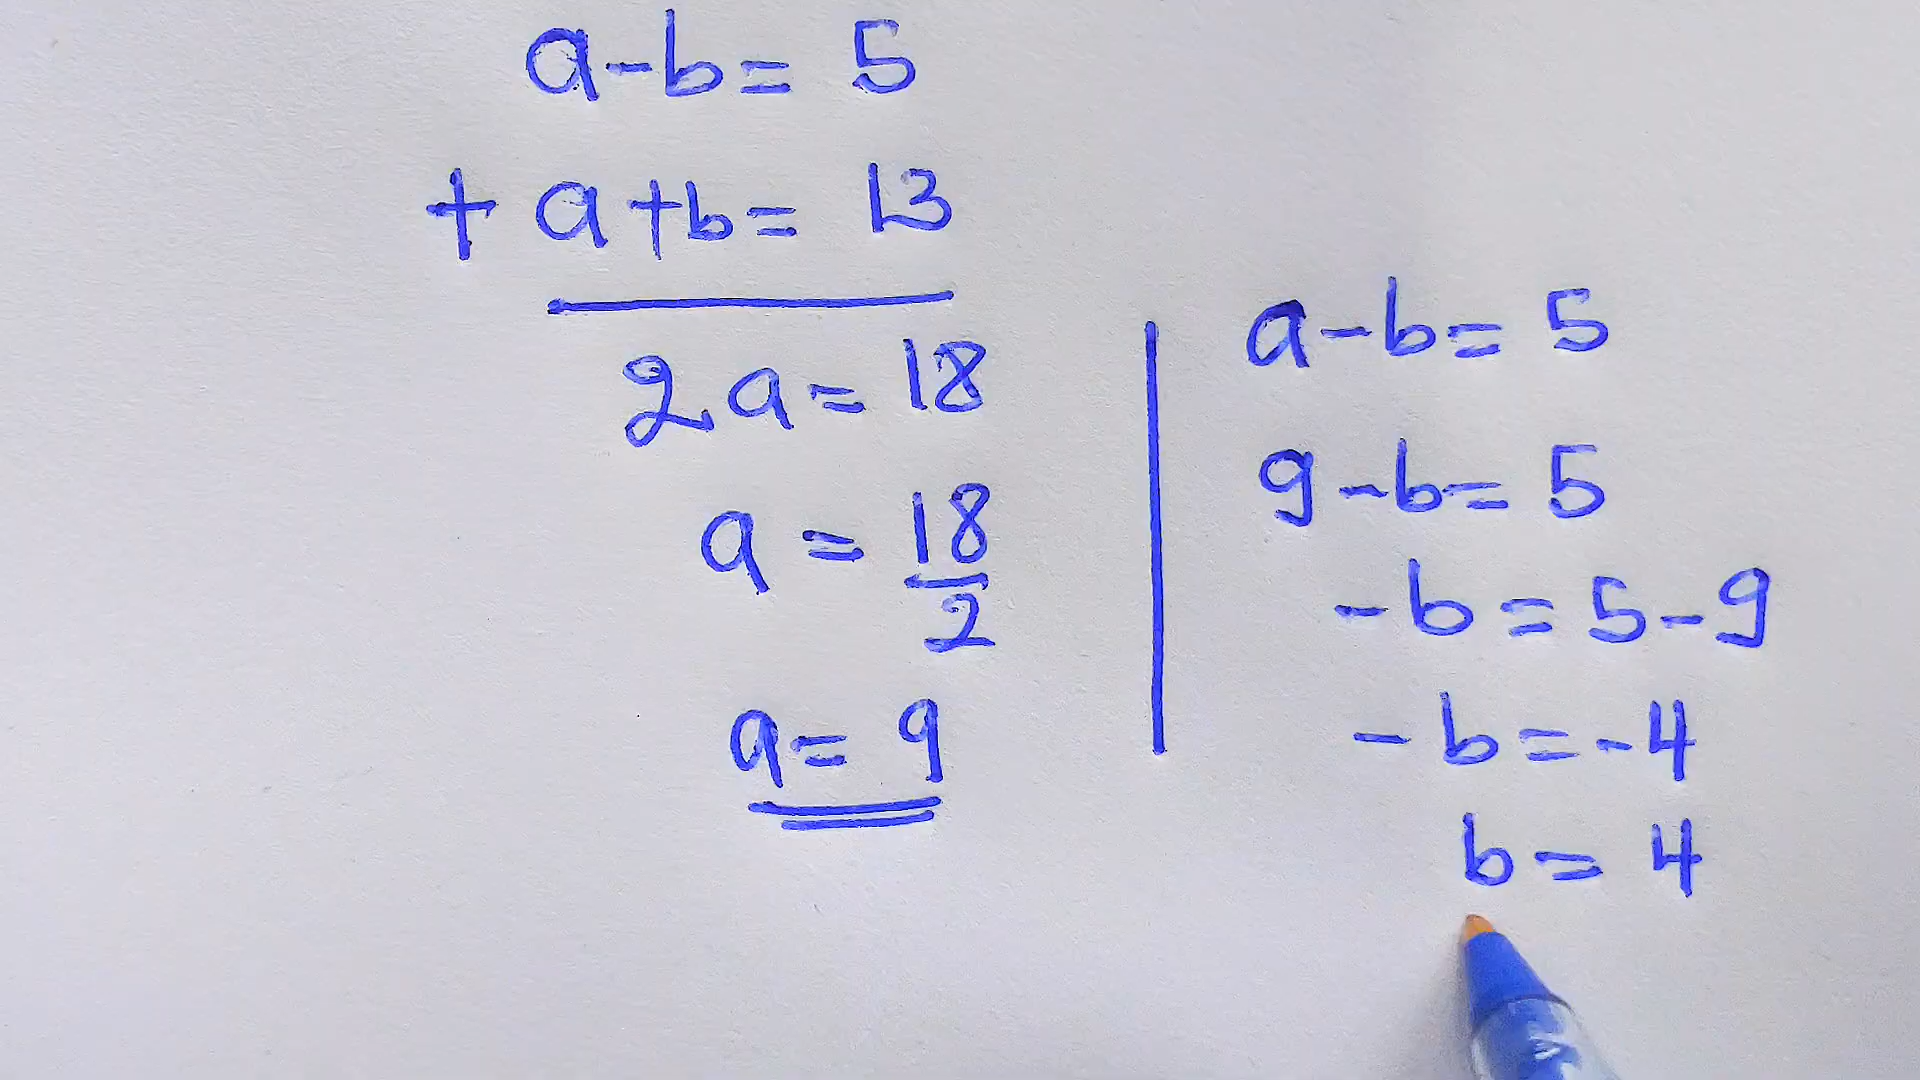 a-b= 5
+ a+b= 13
2a= 18
a = 18/2
a= 9
a-b= 5
9-b= 5
-b = 5-9
-b = -4
b= 4